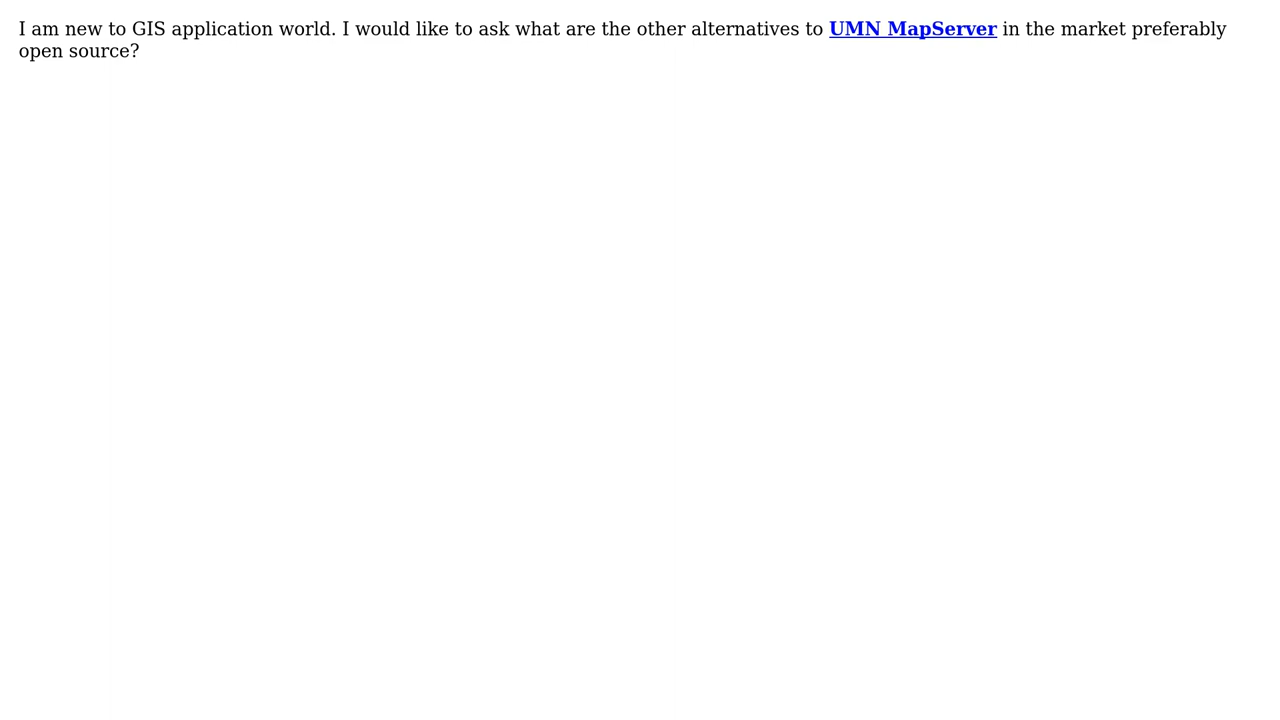 I am new to GIS application world. I would like to ask what are the other alternatives to UMN MapServer in the market preferably
open source?